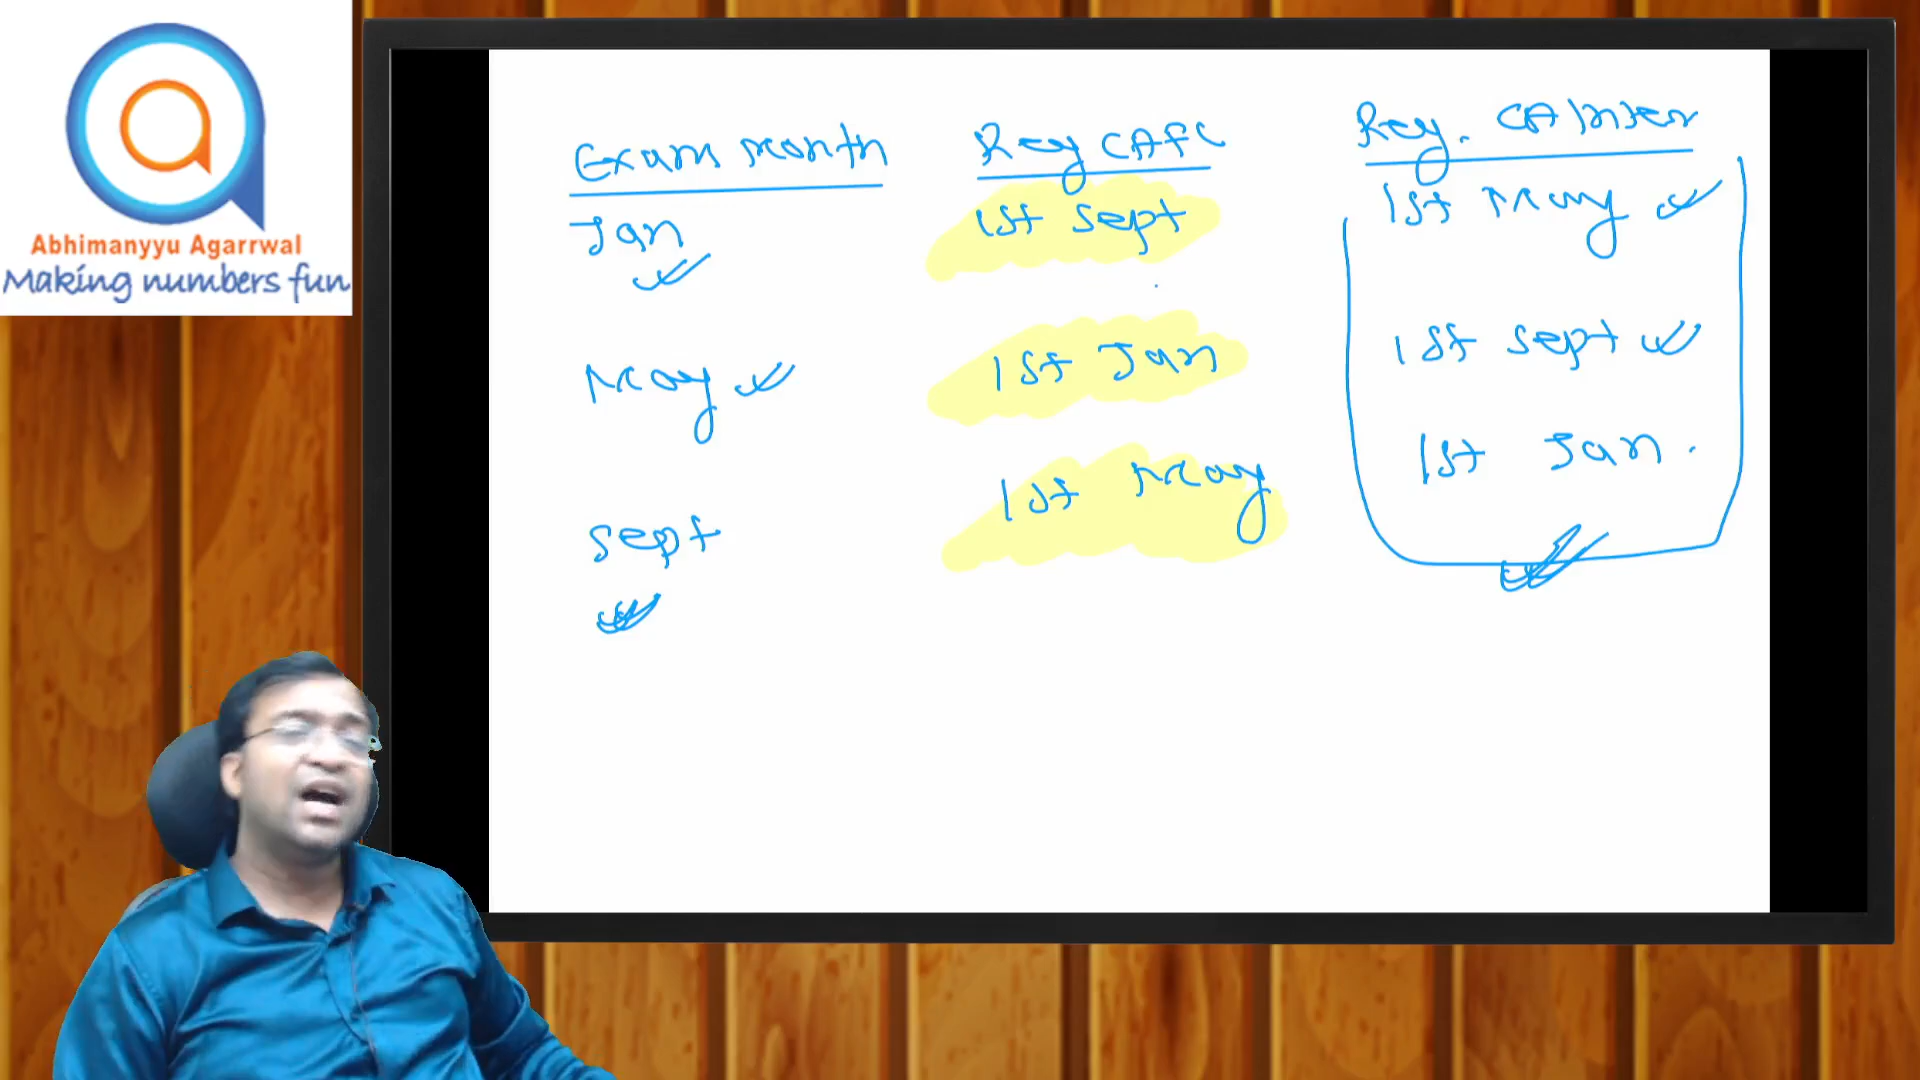 Abhimanyyu Agarrwal
Making numbers fun
Exam month Reg CAFC Reg. CA Inter
Jan 1st Sept 1st May
May 1st Jan 1st Sept
Sept 1st May 1st Jan.